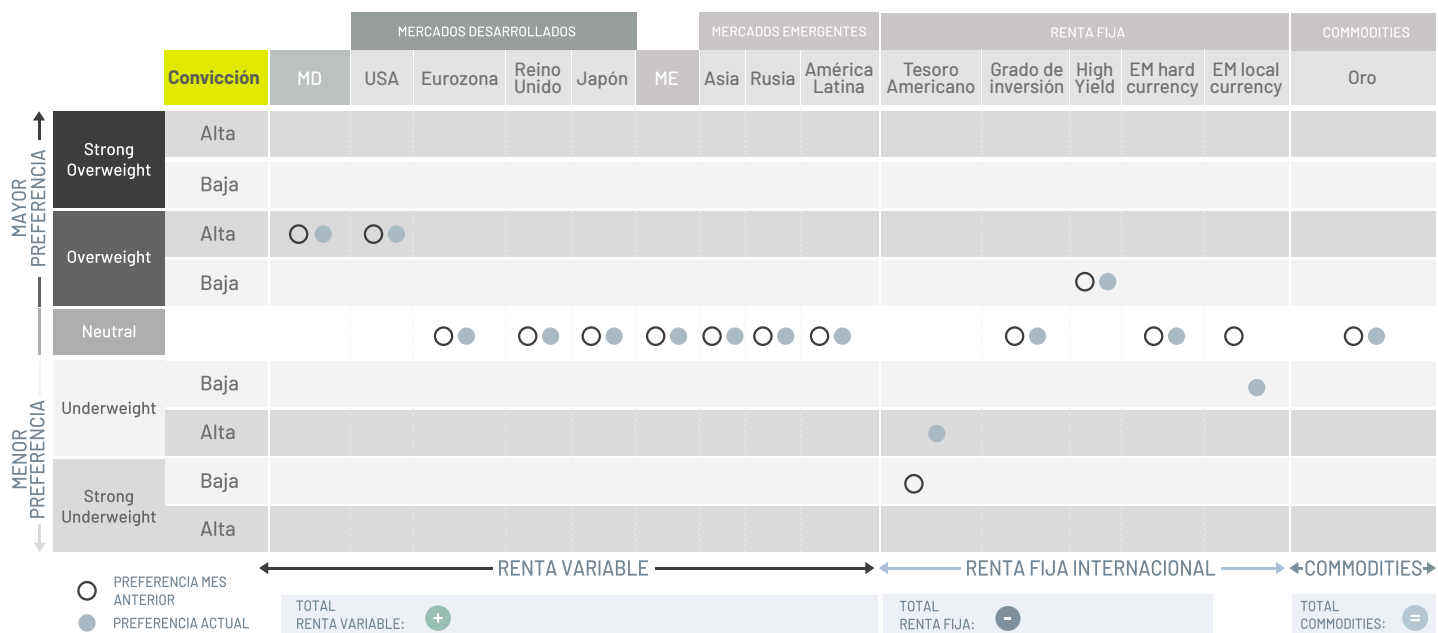 MERCADOS DESARROLLADOS
MERCADOS EMERGENTES
RENTA FIJA
COMMODITIES
Convicción
MD
USA
Eurozona
Reino
Unido
Japón
ME
Asia
Rusia
América
Latina
Tesoro
Americano
Grado de
inversión
High
Yield
EM hard
currency
EM local
currency
Oro
MAYOR
PREFERENCIA
Strong
Overweight
Alta
Baja
Overweight
Alta
Baja
Neutral
MENOR
PREFERENCIA
Underweight
Baja
Alta
Strong
Underweight
Baja
Alta
RENTA VARIABLE
RENTA FIJA INTERNACIONAL
COMMODITIES
PREFERENCIA MES
ANTERIOR
PREFERENCIA ACTUAL
TOTAL
RENTA VARIABLE:
+
TOTAL
RENTA FIJA:
-
TOTAL
COMMODITIES:
=